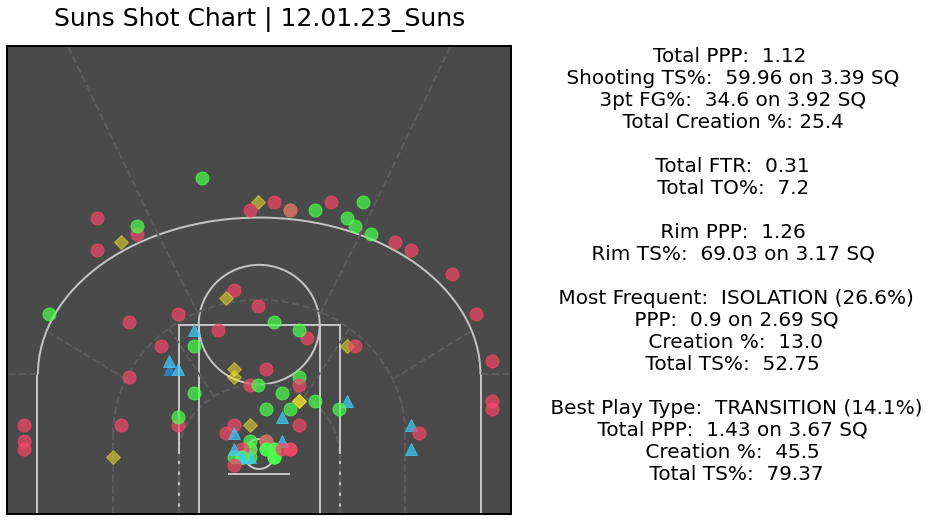 Suns Shot Chart | 12.01.23_Suns
Total PPP: 1.12
Shooting TS%: 59.96 on 3.39 SQ
3pt FG%: 34.6 on 3.92 SQ
Total Creation %: 25.4
Total FTR: 0.31
Total TO%: 7.2
Rim PPP: 1.26
Rim TS%: 69.03 on 3.17 SQ
Most Frequent: ISOLATION (26.6%)
PPP: 0.9 on 2.69 SQ
Creation %: 13.0
Total TS%: 52.75
Best Play Type: TRANSITION (14.1%)
Total PPP: 1.43 on 3.67 SQ
Creation %: 45.5
Total TS%: 79.37